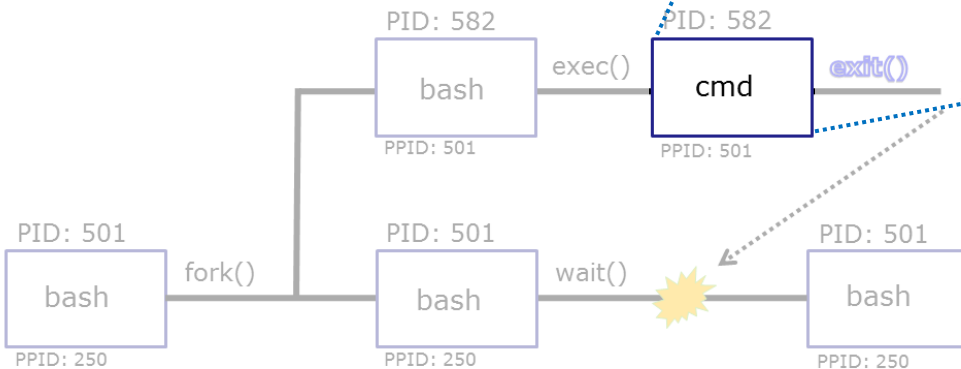 PID: 582
PID: 582
bash
exec()
cmd
exit()
PPID: 501
PPID: 501
PID: 501
PID: 501
PID: 501
bash
fork()
bash
wait()
bash
PPID: 250
PPID: 250
PPID: 250